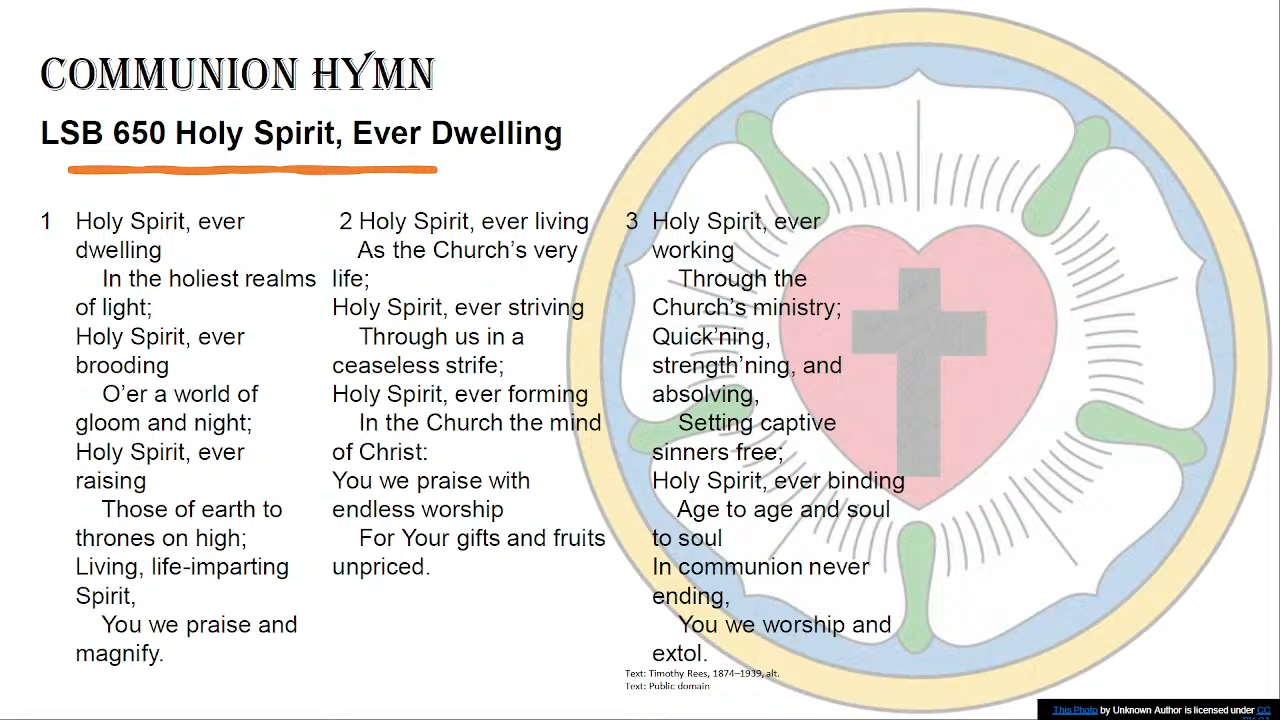 COMMUNION HYMN
LSB 650 Holy Spirit, Ever Dwelling
1 Holy Spirit, ever
dwelling
In the holiest realms
of light;
Holy Spirit, ever
brooding
O’er a world of
gloom and night;
Holy Spirit, ever
raising
Those of earth to
thrones on high;
Living, life-imparting
Spirit,
You we praise and
magnify.
2 Holy Spirit, ever living
As the Church’s very
life;
Holy Spirit, ever striving
Through us in a
ceaseless strife;
Holy Spirit, ever forming
In the Church the mind
of Christ:
You we praise with
endless worship
For Your gifts and fruits
unpriced.
3 Holy Spirit, ever
working
Through the
Church’s ministry;
Quick’ning,
strength’ning, and
absolving,
Setting captive
sinners free;
Holy Spirit, ever binding
Age to age and soul
to soul
In communion never
ending,
You we worship and
extol.
Text: Timothy Rees, 1874–1939, alt.
Text: Public domain
This Photo by Unknown Author is licensed under CC